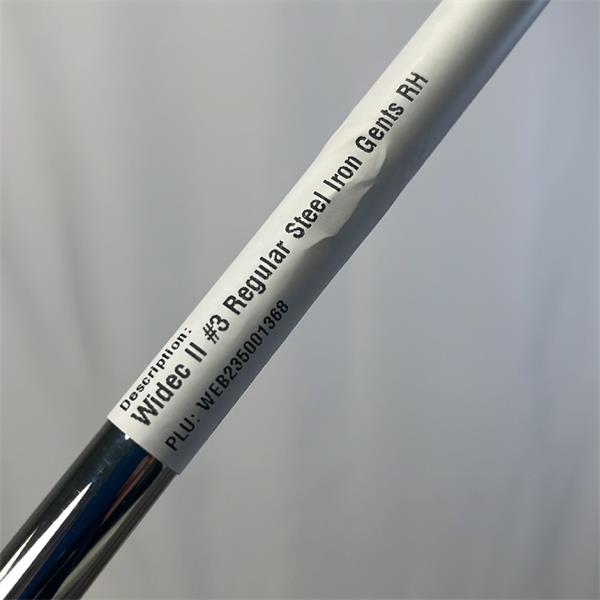 Description:
Widec II #3 Regular Steel Iron Gents RH
PLU: WEB235001368